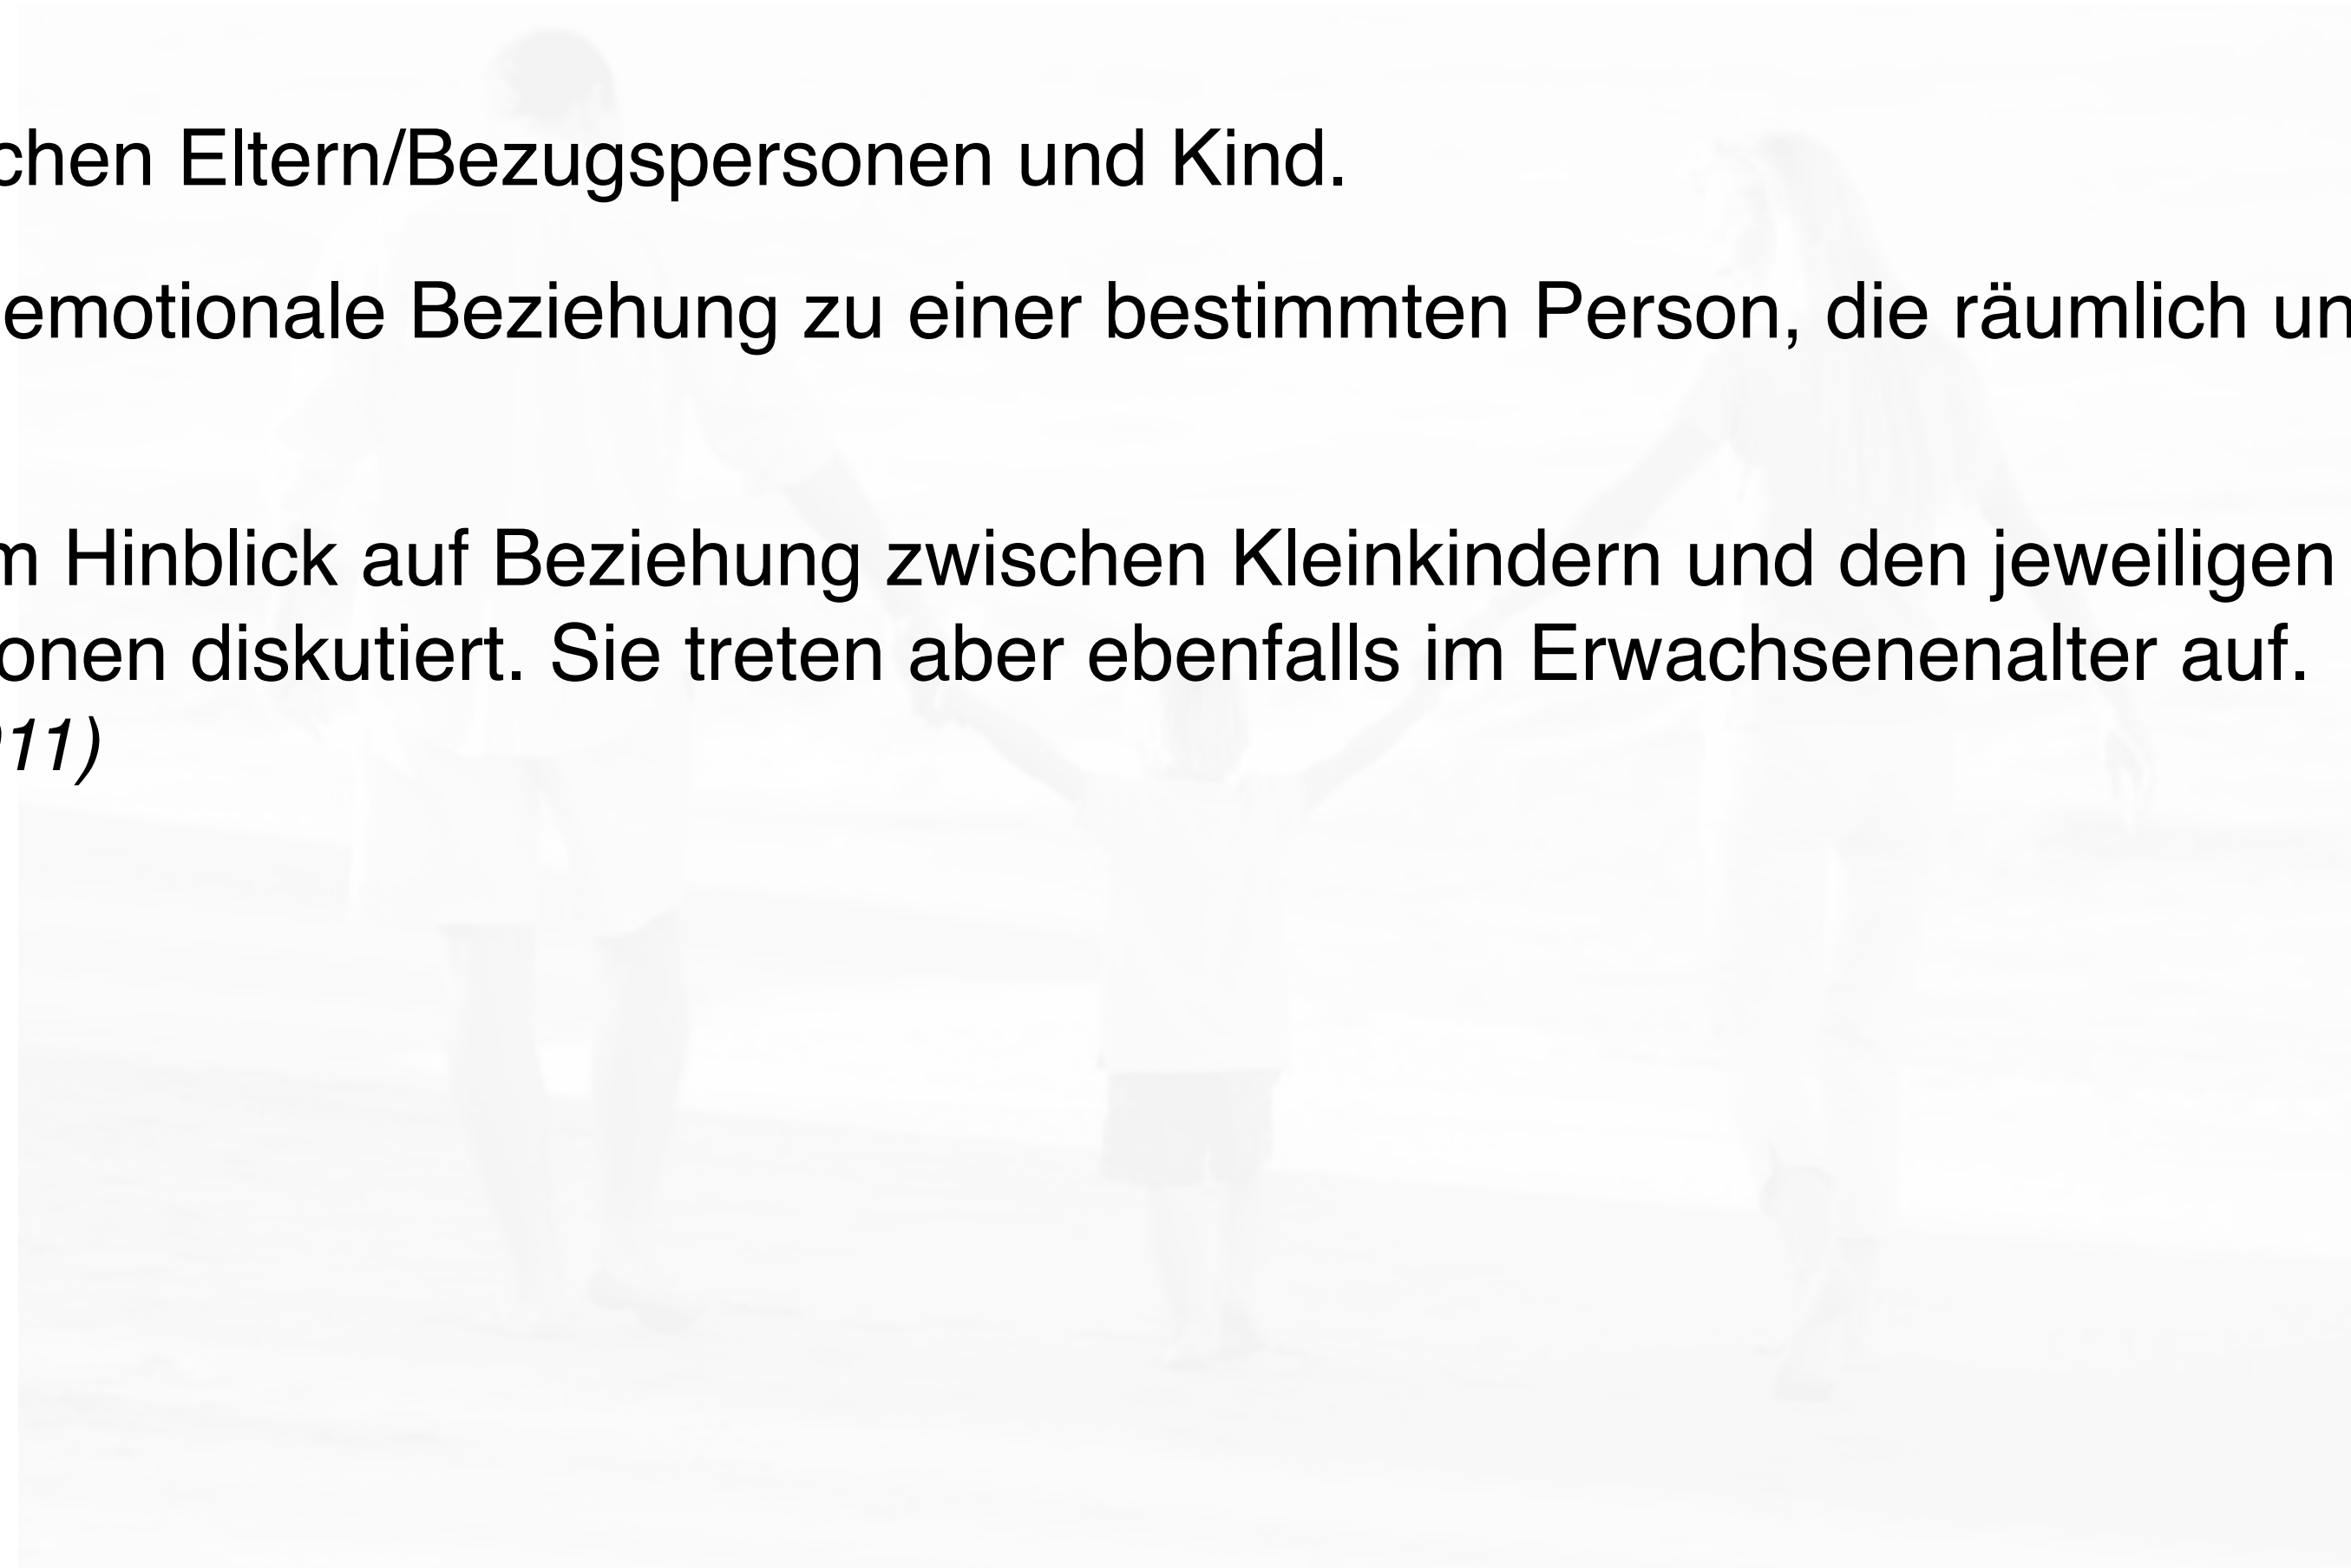 chen Eltern/Bezugspersonen und Kind.
emotionale Beziehung zu einer bestimmten Person, die räumlich un
m Hinblick auf Beziehung zwischen Kleinkindern und den jeweiligen
onen diskutiert. Sie treten aber ebenfalls im Erwachsenenalter auf.
11)